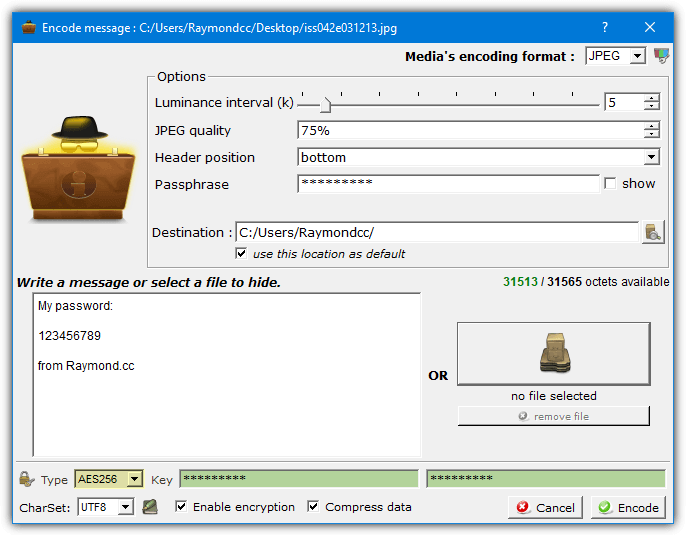 Encode message : C:/Users/Raymondcc/Desktop/iss042e031213.jpg
Media's encoding format : JPEG
Options
Luminance interval (k) 5
JPEG quality 75%
Header position bottom
Passphrase ********* show
Destination : C:/Users/Raymondcc/
use this location as default
Write a message or select a file to hide. 31513 / 31565 octets available
My password:
123456789
from Raymond.cc
OR
no file selected
remove file
Type AES256 Key ********* *********
CharSet: UTF8 Enable encryption Compress data Cancel Encode